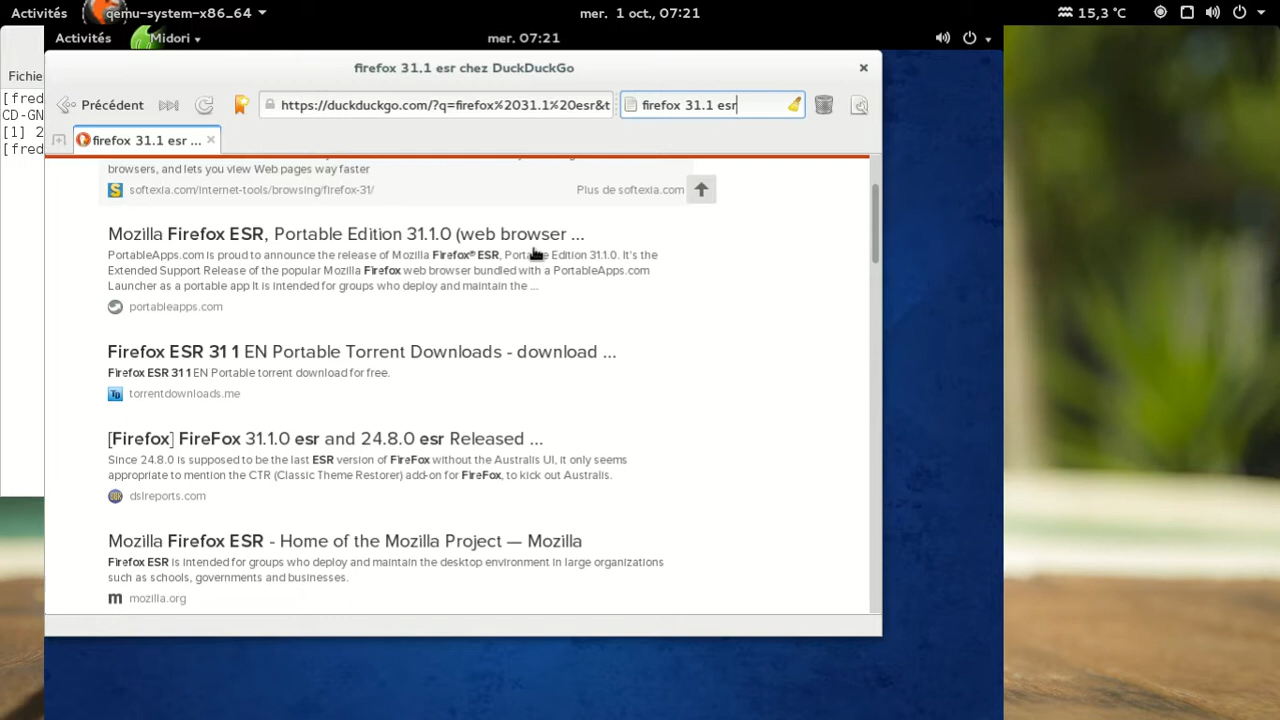 Activités qemu-system-x86_64 mer. 1 oct., 07:21 15,3 °C
Activités Midori mer. 07:21
firefox 31.1 esr chez DuckDuckGo
Fichie
Précédent https://duckduckgo.com/?q=firefox%2031.1%20esr&t firefox 31.1 esr
[fred
CD-GN
[1] 2
[fred
firefox 31.1 esr ...
browsers, and lets you view Web pages way faster
softexia.com/internet-tools/browsing/firefox-31/ Plus de softexia.com
Mozilla Firefox ESR, Portable Edition 31.1.0 (web browser ...
PortableApps.com is proud to announce the release of Mozilla Firefox® ESR, Portable Edition 31.1.0. It's the
Extended Support Release of the popular Mozilla Firefox web browser bundled with a PortableApps.com
Launcher as a portable app It is intended for groups who deploy and maintain the ...
portableapps.com
Firefox ESR 31 1 EN Portable Torrent Downloads - download ...
Firefox ESR 31 1 EN Portable torrent download for free.
torrentdownloads.me
[Firefox] FireFox 31.1.0 esr and 24.8.0 esr Released ...
Since 24.8.0 is supposed to be the last ESR version of FireFox without the Australis UI, it only seems
appropriate to mention the CTR (Classic Theme Restorer) add-on for FireFox, to kick out Australis.
dslreports.com
Mozilla Firefox ESR - Home of the Mozilla Project — Mozilla
Firefox ESR is intended for groups who deploy and maintain the desktop environment in large organizations
such as schools, governments and businesses.
mozilla.org